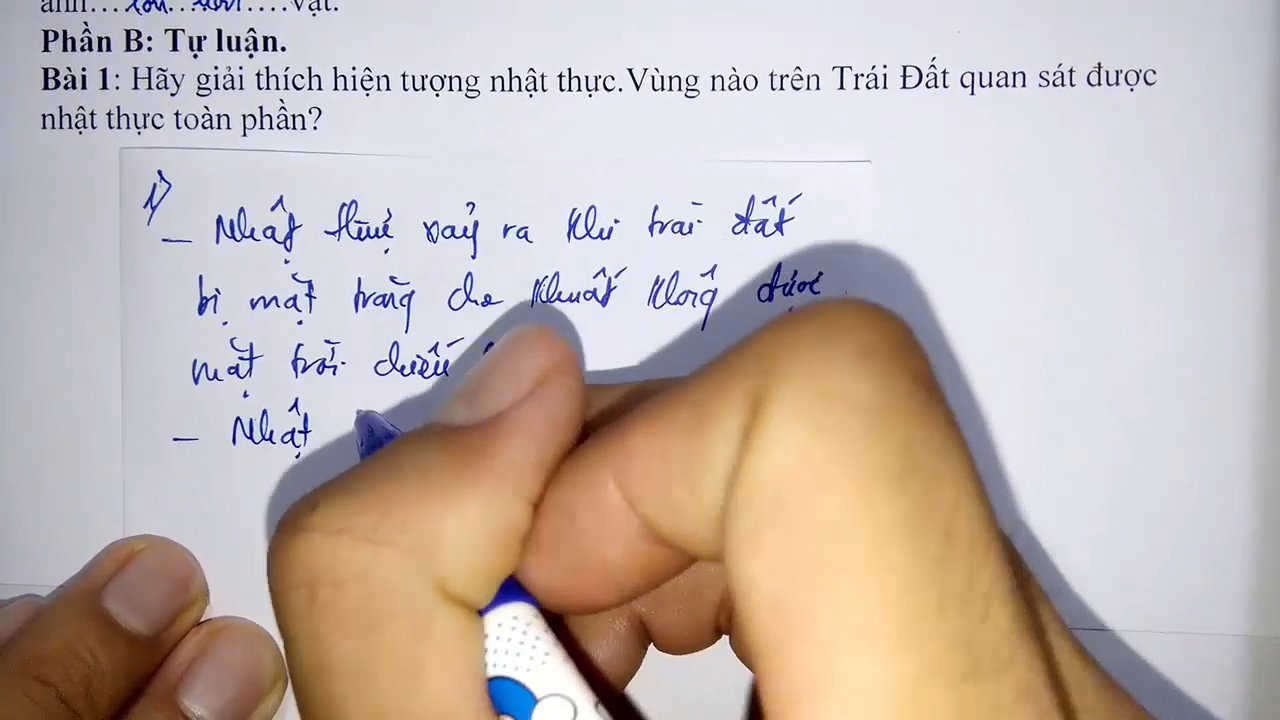 vật.
Phần B: Tự luận.
Bài 1: Hãy giải thích hiện tượng nhật thực.Vùng nào trên Trái Đất quan sát được
nhật thực toàn phần?
1)
- Nhật thực xảy ra khi trái đất
bị mặt trăng che khuất không được
mặt trời chiếu
- Nhật